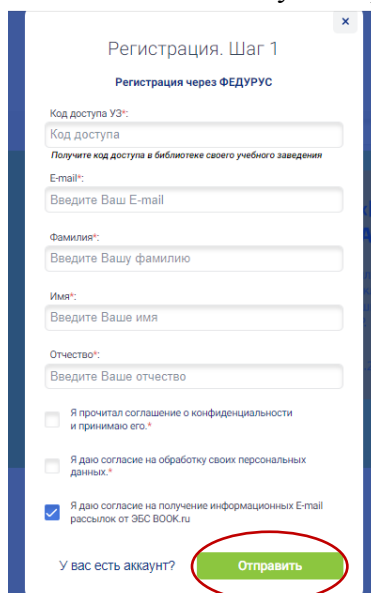 ×
Регистрация. Шаг 1
Регистрация через ФЕДУРУС
Код доступа УЗ*:
Код доступа
Получите код доступа в библиотеке своего учебного заведения
E-mail*:
Введите Ваш E-mail
Фамилия*:
Введите Вашу фамилию
Имя*:
Введите Ваше имя
Отчество*:
Введите Ваше отчество
Я прочитал соглашение о конфиденциальности
и принимаю его.*
Я даю согласие на обработку своих персональных
данных.*
Я даю согласие на получение информационных E-mail
рассылок от ЭБС BOOK.ru
У вас есть аккаунт? Отправить